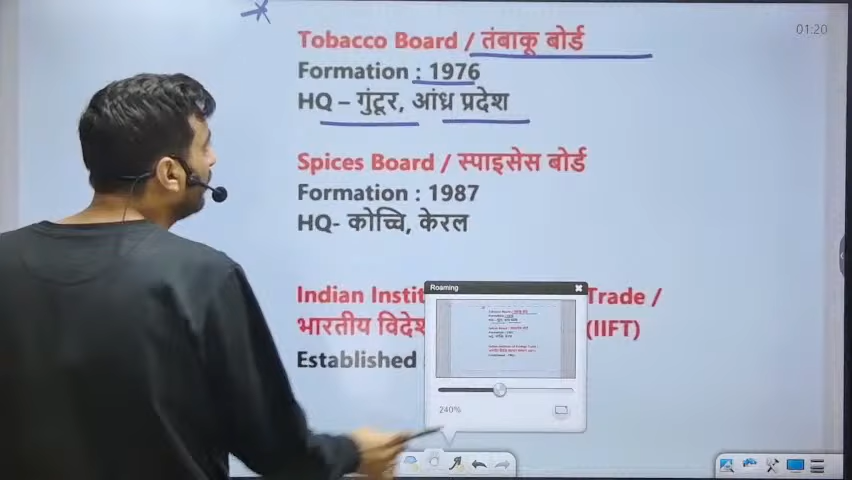 01:20
Tobacco Board / तंबाकू बोर्ड
Formation : 1976
HQ – गुंटूर, आंध्र प्रदेश
Spices Board / स्पाइसेस बोर्ड
Formation : 1987
HQ- कोच्चि, केरल
Roaming
Indian Trade /
भारतीय (IIFT)
Established
240%